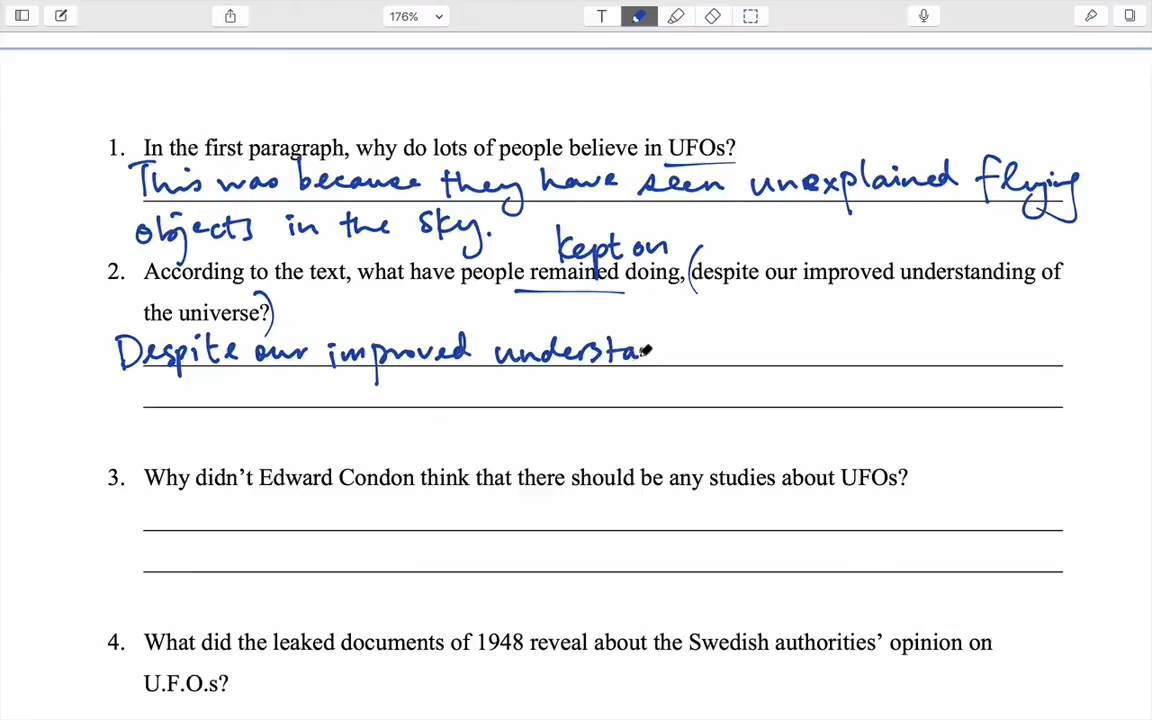 176%
T
1. In the first paragraph, why do lots of people believe in UFOs?
This was because they have seen unexplained flying
objects in the sky.
kept on
2. According to the text, what have people remained doing, (despite our improved understanding of
the universe?)
Despite our improved understa
3. Why didn't Edward Condon think that there should be any studies about UFOs?
4. What did the leaked documents of 1948 reveal about the Swedish authorities' opinion on
U.F.O.s?